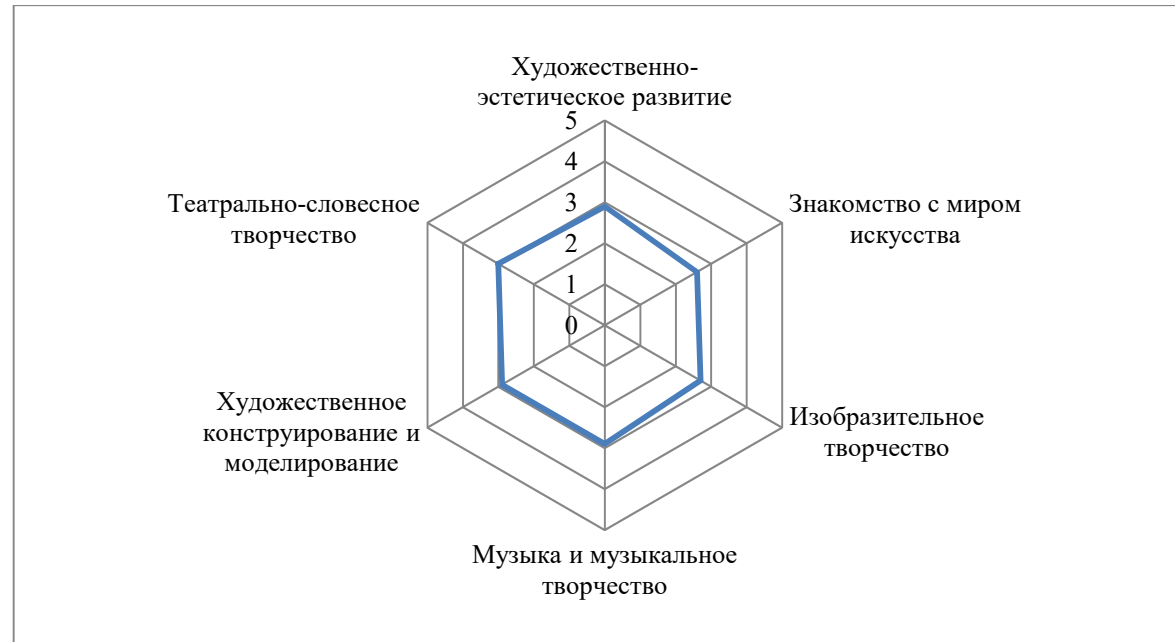 Художественно-
эстетическое развитие
5
4
3
2
1
0
Знакомство с миром
искусства
Изобразительное
творчество
Музыка и музыкальное
творчество
Художественное
конструирование и
моделирование
Театрально-словесное
творчество